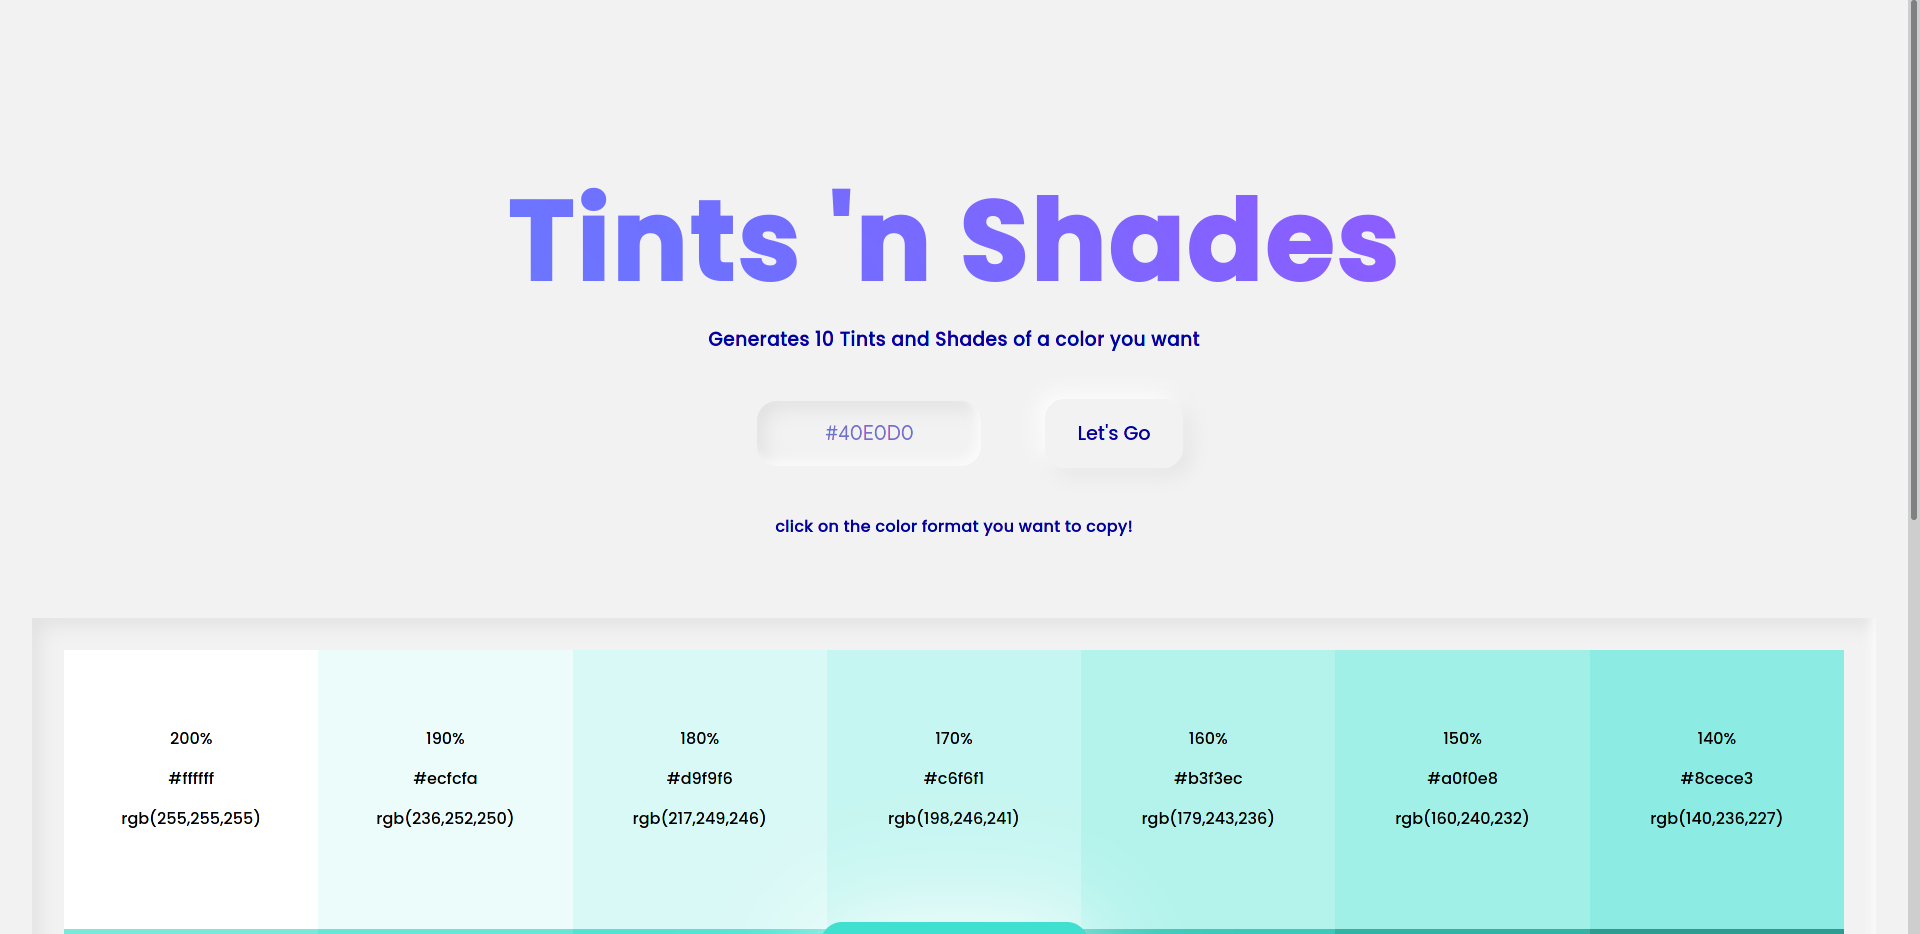 Tints 'n Shades
Generates 10 Tints and Shades of a color you want
#40E0D0
Let's Go
click on the color format you want to copy!
200%
#ffffff
rgb(255,255,255)
190%
#ecfcfa
rgb(236,252,250)
180%
#d9f9f6
rgb(217,249,246)
170%
#c6f6f1
rgb(198,246,241)
160%
#b3f3ec
rgb(179,243,236)
150%
#a0f0e8
rgb(160,240,232)
140%
#8cece3
rgb(140,236,227)